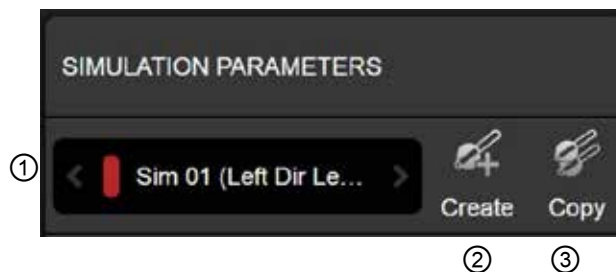 SIMULATION PARAMETERS
① < Sim 01 (Left Dir Le... >
Create Copy
② ③